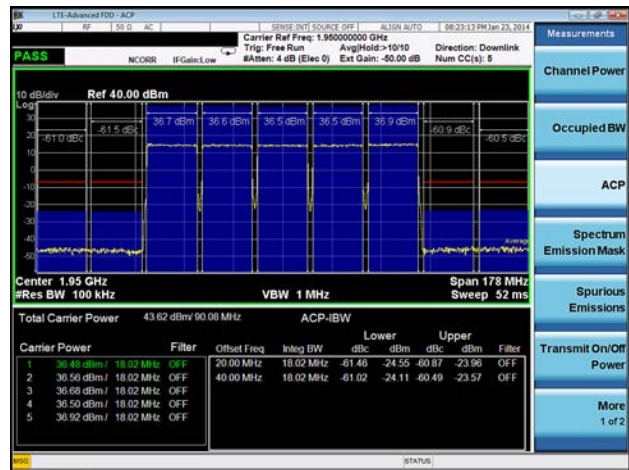 LTE-Advanced FDD - ACP
RF 50 Ω AC SENSE:INT SOURCE OFF ALIGN AUTO 08:23:13 PM Jan 23, 2014
Carrier Ref Freq: 1.950000000 GHz
PASS NCORR IFGain:Low Trig: Free Run Avg|Hold:>10/10 Direction: Downlink
#Atten: 4 dB (Elec 0) Ext Gain: -50.00 dB Num CC(s): 5
10 dB/div Ref 40.00 dBm
Log
30
20
10
0
-10
-20
-30
-40
-50
-61.0 dBc -61.5 dBc 36.7 dBm 36.6 dBm 36.5 dBm 36.5 dBm 36.9 dBm -60.9 dBc -60.5 dBc
Average
Center 1.95 GHz Span 178 MHz
#Res BW 100 kHz VBW 1 MHz Sweep 52 ms
Total Carrier Power 43.62 dBm/ 90.08 MHz ACP-IBW
Lower Upper
Carrier Power Filter Offset Freq Integ BW dBc dBm dBc dBm Filter
1 36.48 dBm / 18.02 MHz OFF 20.00 MHz 18.02 MHz -61.46 -24.55 -60.87 -23.96 OFF
2 36.56 dBm / 18.02 MHz OFF 40.00 MHz 18.02 MHz -61.02 -24.11 -60.49 -23.57 OFF
3 36.68 dBm / 18.02 MHz OFF
4 36.50 dBm / 18.02 MHz OFF
5 36.92 dBm / 18.02 MHz OFF
MSG STATUS
Measurements
Channel Power
Occupied BW
ACP
Spectrum
Emission Mask
Spurious
Emissions
Transmit On/Off
Power
More
1 of 2